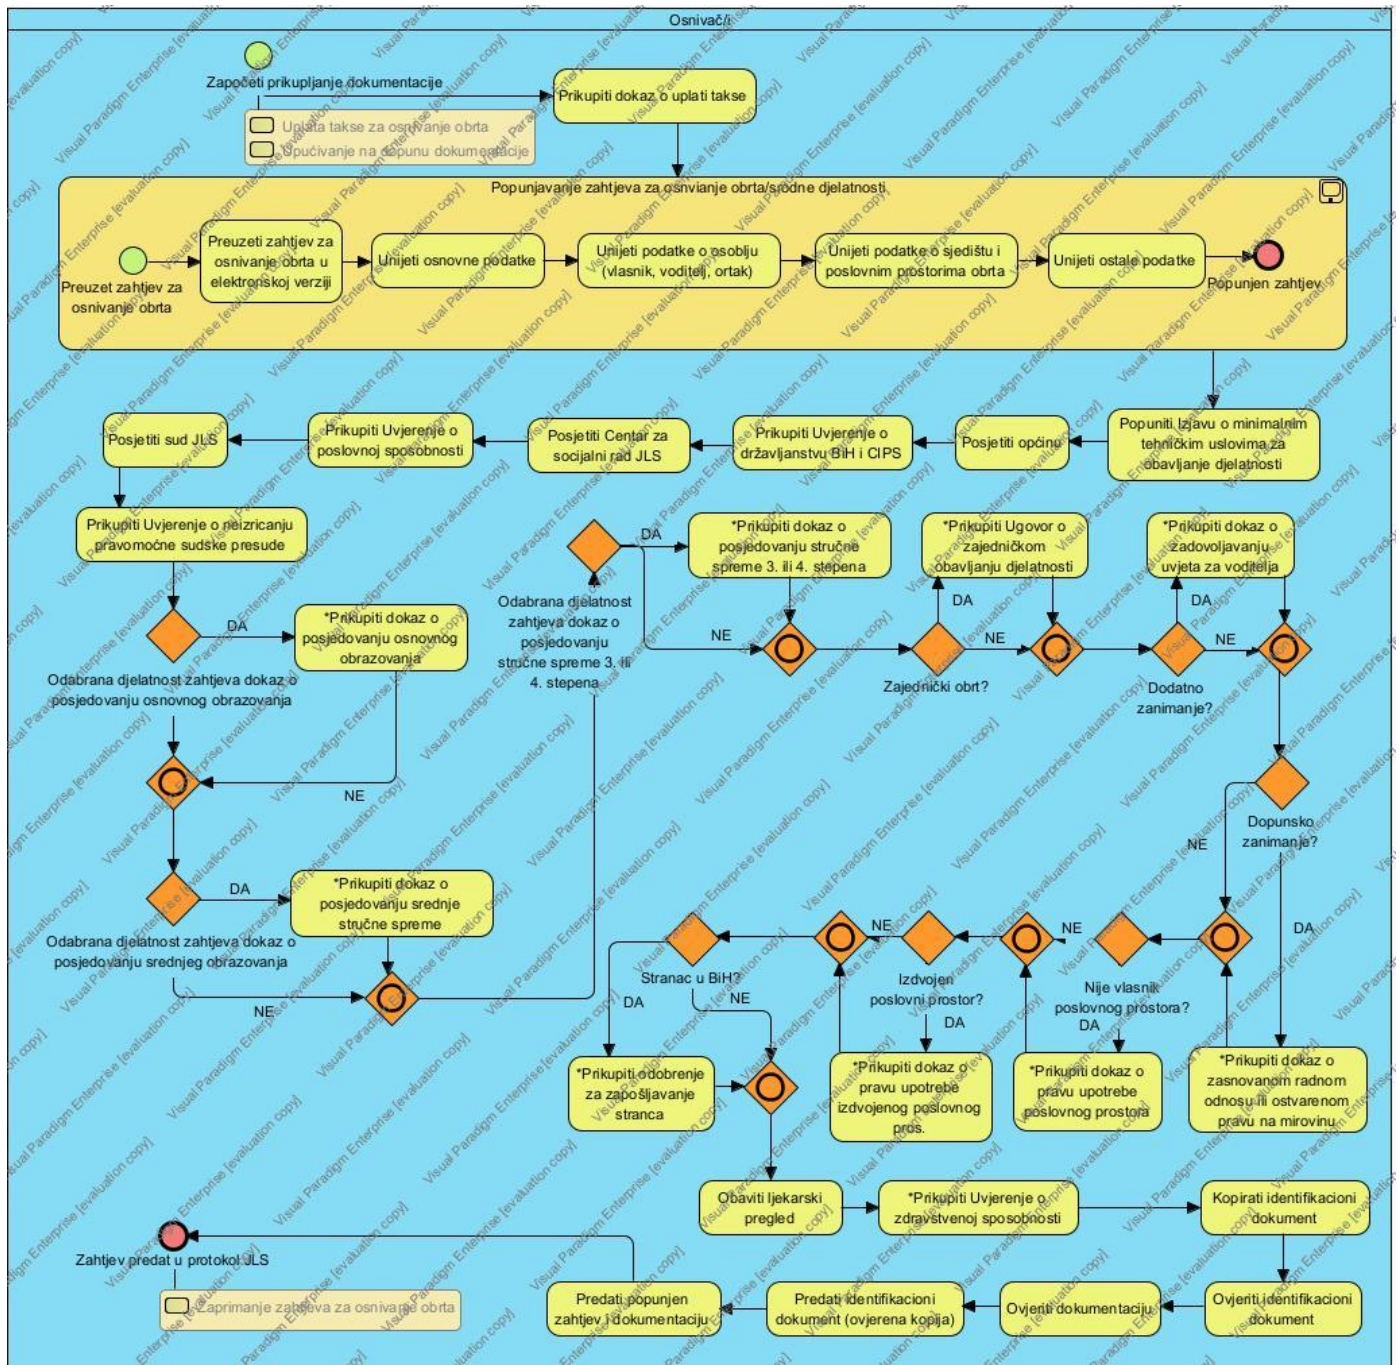 Osnivač/i
Započeti prikupljanje dokumentacije
Uplata takse za osnivanje obrta
Upućivanje na dopunu dokumentacije
Prikupiti dokaz o uplati takse
Popunjavanje zahtjeva za osnvianje obrta/srodne djelatnosti
Preuzet zahtjev za
osnivanje obrta
Preuzeti zahtjev za
osnivanje obrta u
elektronskoj verziji
Unijeti osnovne podatke
Unijeti podatke o osoblju
(vlasnik, voditelj, ortak)
Unijeti podatke o sjedištu i
poslovnim prostorima obrta
Unijeti ostale podatke
Popunjen zahtjev
Popuniti Izjavu o minimalnim
tehničkim uslovima za
obavljanje djelatnosti
Posjetiti općinu
Prikupiti Uvjerenje o
državljanstvu BiH i CIPS
Posjetiti Centar za
socijalni rad JLS
Prikupiti Uvjerenje o
poslovnoj sposobnosti
Posjetiti sud JLS
Prikupiti Uvjerenje o neizricanju
pravomoćne sudske presude
DA
*Prikupiti dokaz o
posjedovanju osnovnog
obrazovanja
Odabrana djelatnost zahtjeva dokaz o
posjedovanju osnovnog obrazovanja
NE
DA
*Prikupiti dokaz o
posjedovanju srednje
stručne spreme
Odabrana djelatnost zahtjeva dokaz o
posjedovanju srednjeg obrazovanja
NE
Odabrana djelatnost
zahtjeva dokaz o
posjedovanju
stručne spreme 3. ili
4. stepena
DA
*Prikupiti dokaz o
posjedovanju stručne
spreme 3. ili 4. stepena
NE
Zajednički obrt?
DA
*Prikupiti Ugovor o
zajedničkom
obavljanju djelatnosti
NE
Dodatno
zanimanje?
DA
*Prikupiti dokaz o
zadovoljavanju
uvjeta za voditelja
NE
Dopunsko
zanimanje?
NE
DA
*Prikupiti dokaz o
zasnovanom radnom
odnosu ili ostvarenom
pravu na mirovinu
Nije vlasnik
poslovnog prostora?
DA
NE
*Prikupiti dokaz o
pravu upotrebe
poslovnog prostora
Izdvojen
poslovni prostor?
DA
NE
*Prikupiti dokaz o
pravu upotrebe
izdvojenog poslovnog
pros.
Stranac u BiH?
DA
NE
*Prikupiti odobrenje
za zapošljavanje
stranca
Obaviti ljekarski
pregled
*Prikupiti Uvjerenje o
zdravstvenoj sposobnosti
Kopirati identifikacioni
dokument
Ovjeriti identifikacioni
dokument
Ovjeriti dokumentaciju
Predati identifikacioni
dokument (ovjerena kopija)
Predati popunjen
zahtjev i dokumentaciju
Zahtjev predat u protokol JLS
Zaprimanje zahtjeva za osnivanje obrta
Visual Paradigm Enterprise [evaluation copy]